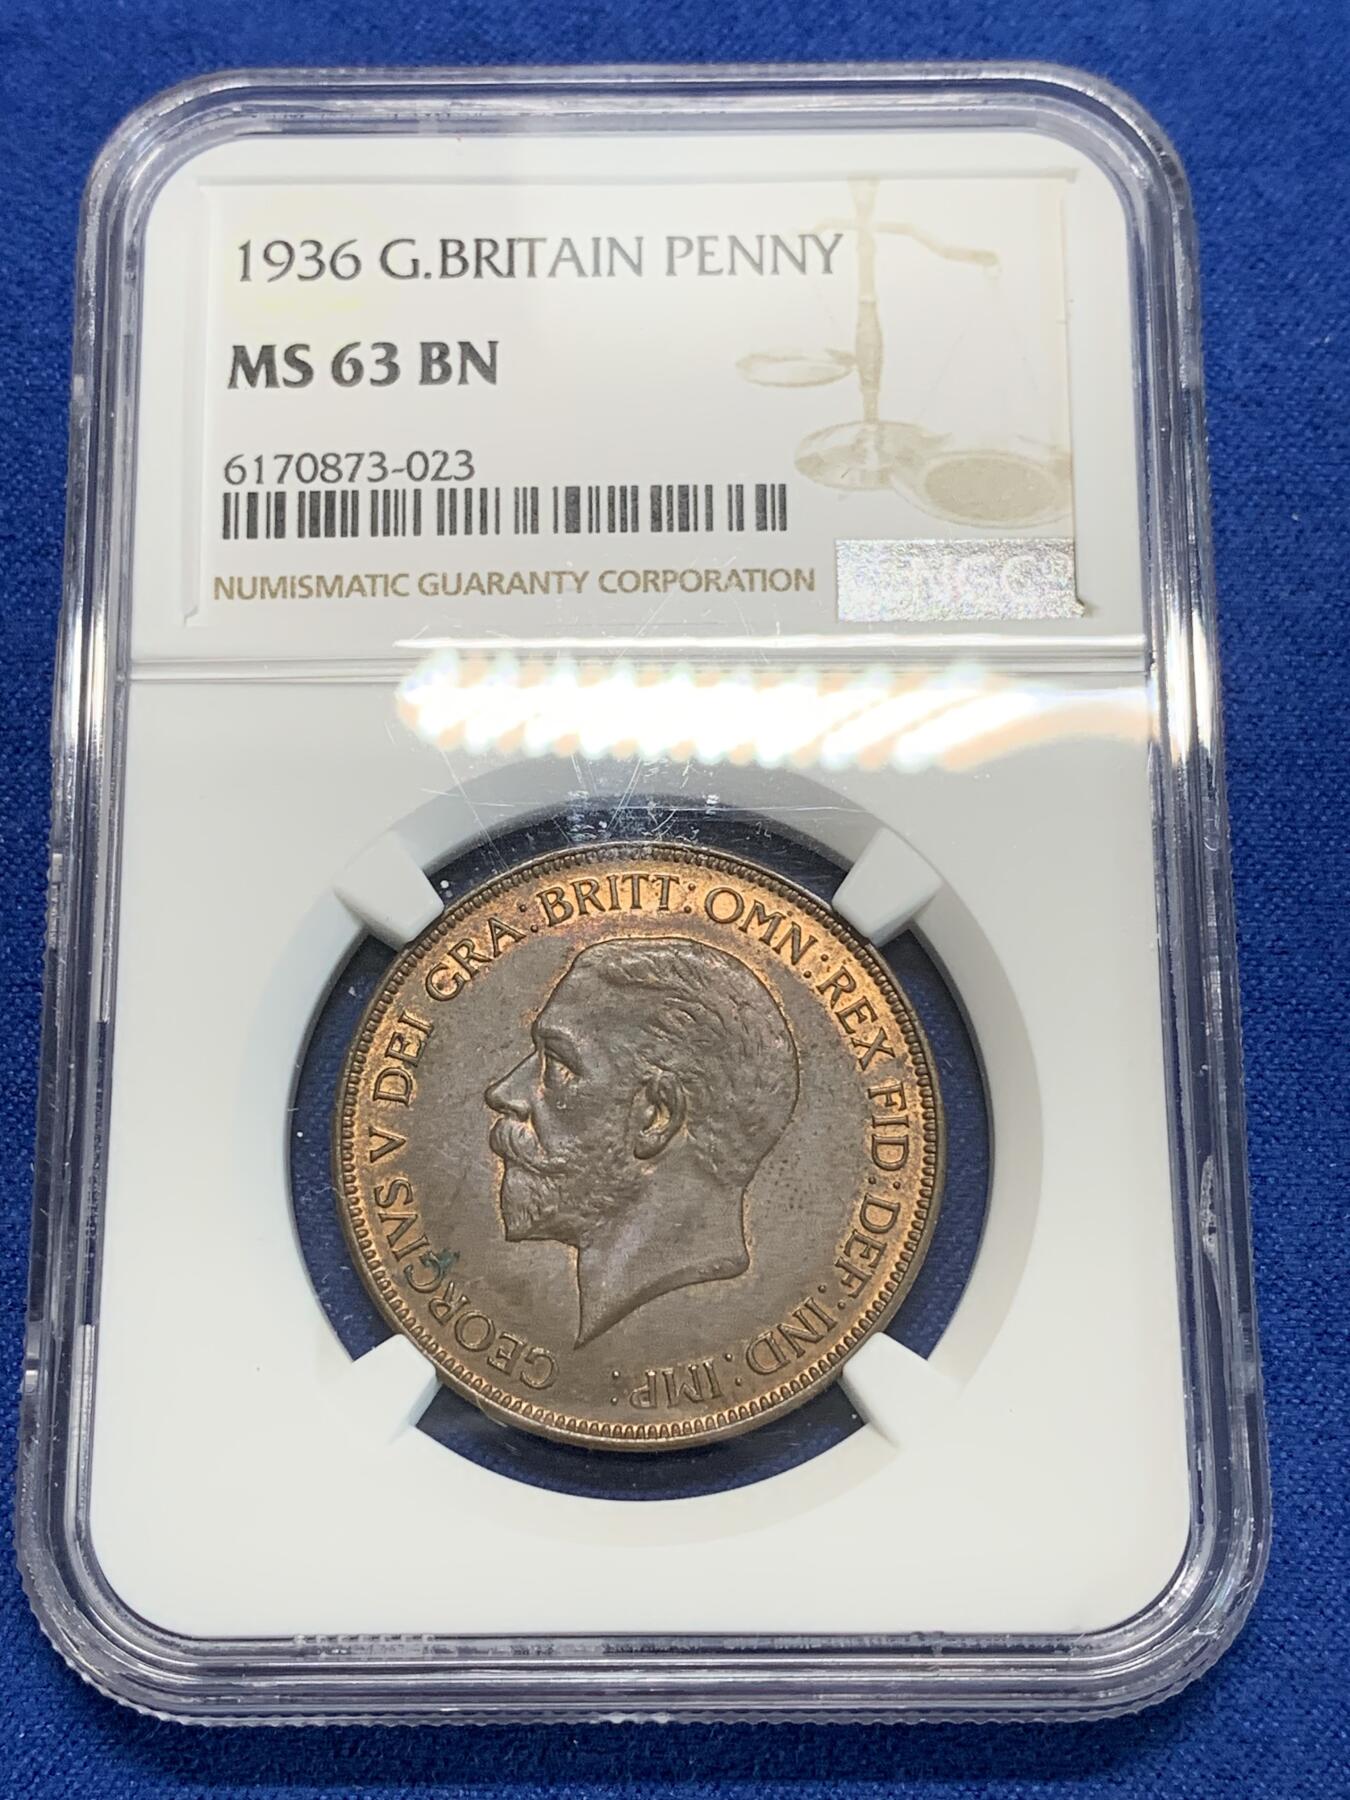 1936 G.BRITAIN PENNY
MS 63 BN
6170873-023
NUMISMATIC GUARANTY CORPORATION
NGC
GEORGIVS V DEI GRA:BRITT:OMN:REX FID:DEF:IND:IMP: